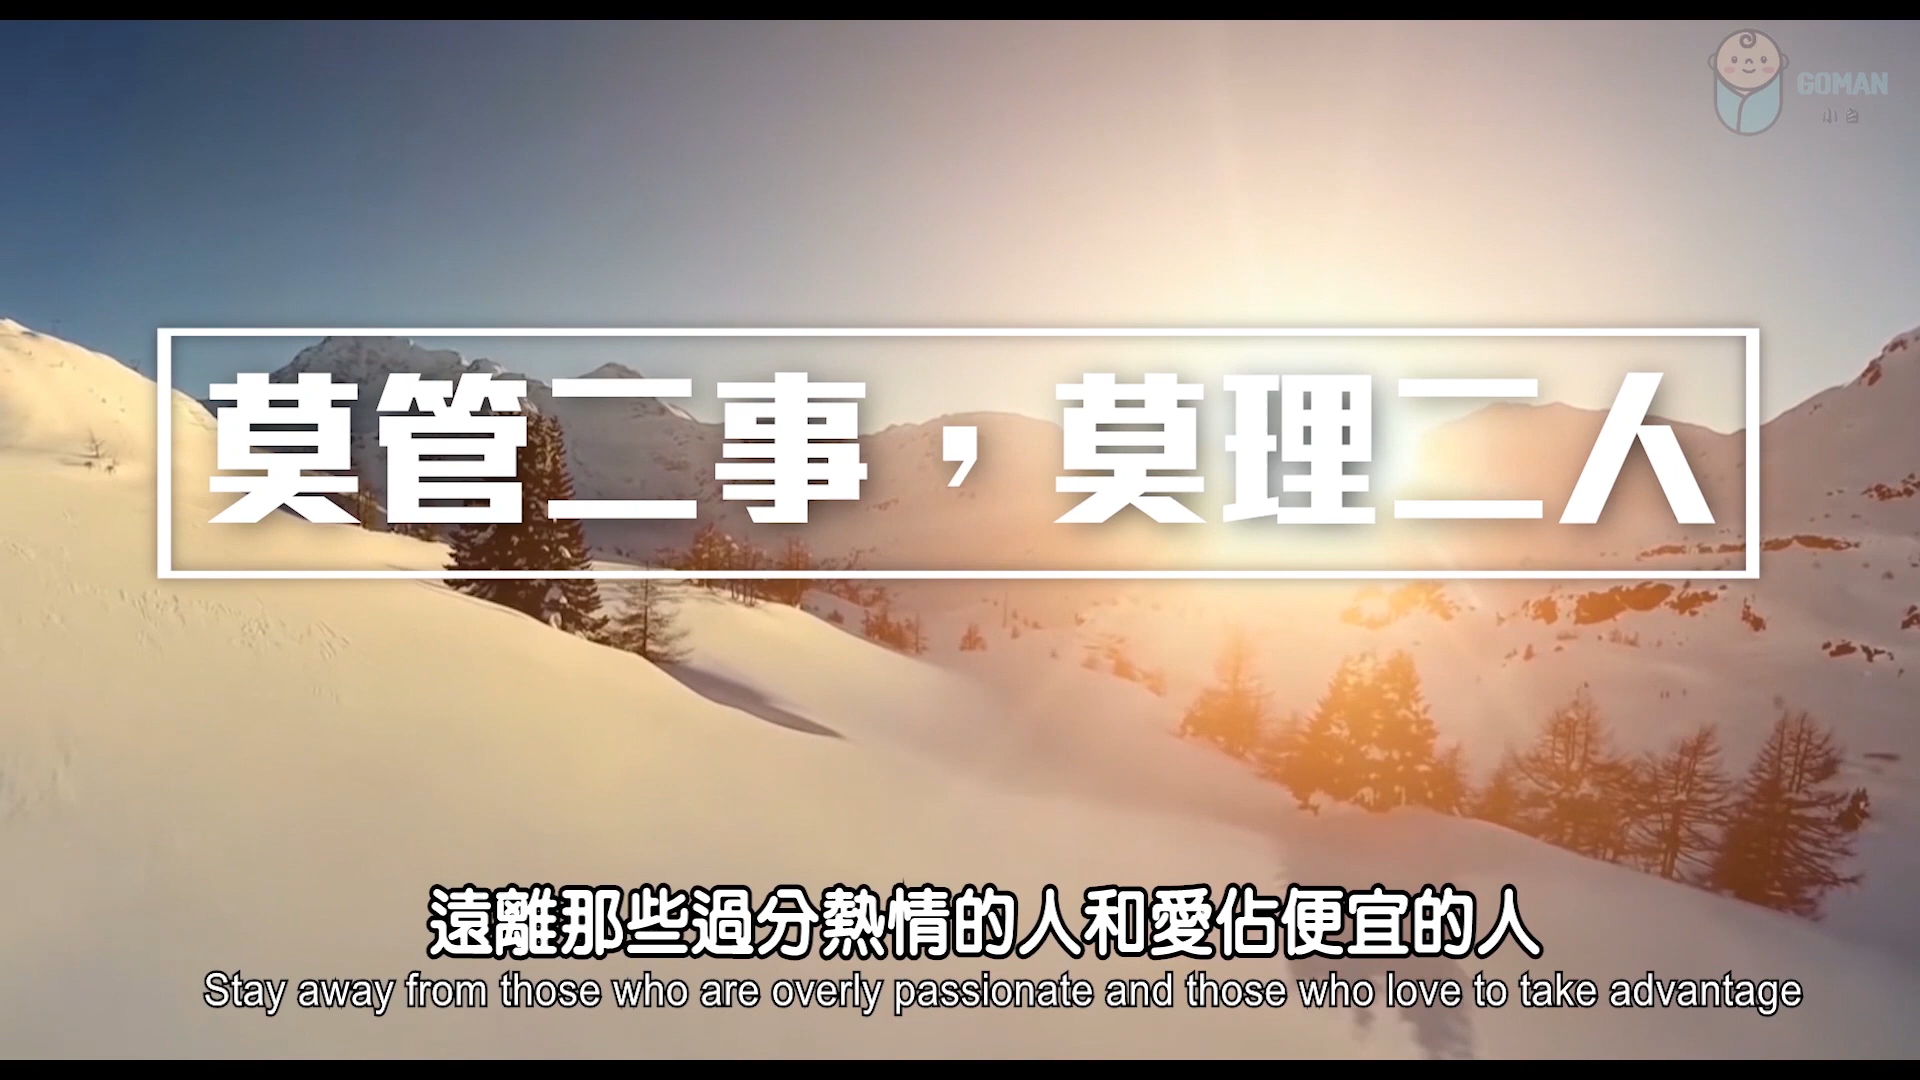 GOMAN
小白
莫管二事，莫理二人
遠離那些過分熱情的人和愛佔便宜的人
Stay away from those who are overly passionate and those who love to take advantage